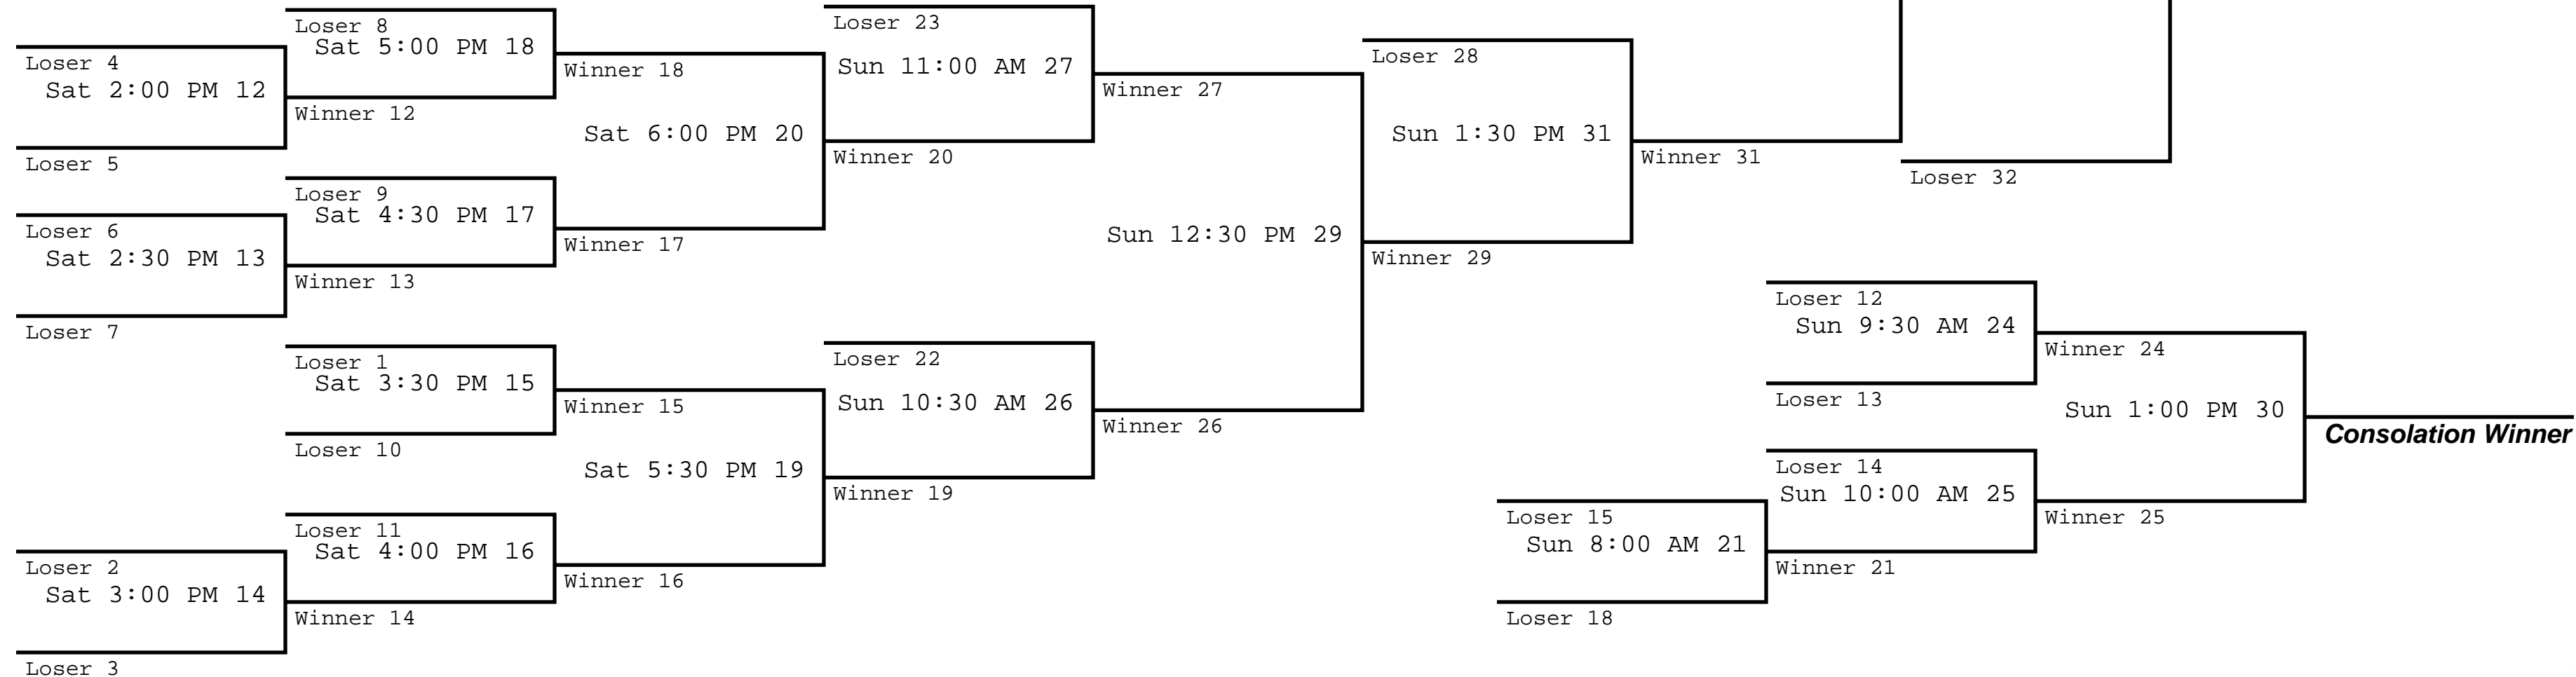 Loser 4
Sat 2:00 PM 12
Loser 5
Loser 6
Sat 2:30 PM 13
Loser 7
Loser 2
Sat 3:00 PM 14
Loser 3
Loser 8
Sat 5:00 PM 18
Winner 12
Loser 9
Sat 4:30 PM 17
Winner 13
Loser 1
Sat 3:30 PM 15
Loser 10
Loser 11
Sat 4:00 PM 16
Winner 14
Winner 18
Sat 6:00 PM 20
Winner 17
Winner 15
Sat 5:30 PM 19
Winner 16
Loser 23
Sun 11:00 AM 27
Winner 20
Loser 22
Sun 10:30 AM 26
Winner 19
Winner 27
Sun 12:30 PM 29
Winner 26
Loser 28
Sun 1:30 PM 31
Winner 29
Winner 31
Loser 32
Loser 15
Sun 8:00 AM 21
Loser 18
Loser 12
Sun 9:30 AM 24
Loser 13
Loser 14
Sun 10:00 AM 25
Winner 21
Winner 24
Sun 1:00 PM 30
Winner 25
Consolation Winner